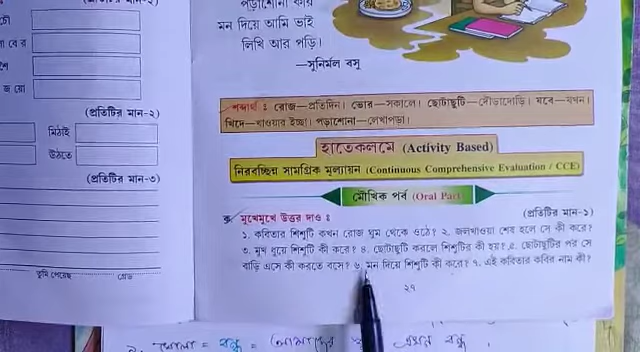 পড়াশোনা করি
মন দিয়ে আমি ভাই
লিখি আর পড়ি।
—সুনির্মল বসু
(প্রতিটির মান-২)
মিঠাই
উঠতে
(প্রতিটির মান-৩)
তুমি পেয়েছ
গ্রেড
শব্দার্থ : রোজ—প্রতিদিন। ভোর—সকালে। ছোটাছুটি—দৌড়াদৌড়ি। যবে—যখন।
খিদে—খাওয়ার ইচ্ছা। পড়াশোনা—লেখাপড়া।
হাতেকলমে (Activity Based)
নিরবচ্ছিন্ন সামগ্রিক মূল্যায়ন (Continuous Comprehensive Evaluation / CCE)
মৌখিক পর্ব (Oral Part)
ক. মুখেমুখে উত্তর দাও : (প্রতিটির মান-১)
১. কবিতার শিশুটি কখন রোজ ঘুম থেকে ওঠে? ২. জলখাওয়া শেষ হলে সে কী করে?
৩. মুখ ধুয়ে শিশুটি কী করে? ৪. ছোটাছুটি করলে শিশুটির কী হয়? ৫. ছোটাছুটির পর সে
বাড়ি এসে কী করতে বসে? ৬. মন দিয়ে শিশুটি কী করে? ৭. এই কবিতার কবির নাম কী?
২৭